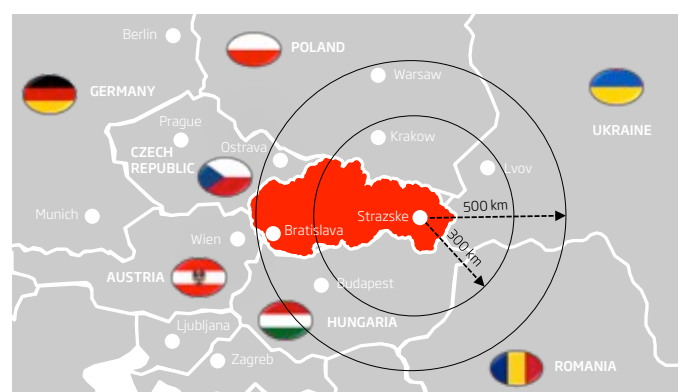 Berlin
POLAND
GERMANY
Warsaw
UKRAINE
Prague
Krakow
CZECH
REPUBLIC
Ostrava
Lvov
Munich
Strazske
500 km
Wien
Bratislava
300 km
AUSTRIA
Budapest
Ljubljana
HUNGARIA
Zagreb
ROMANIA